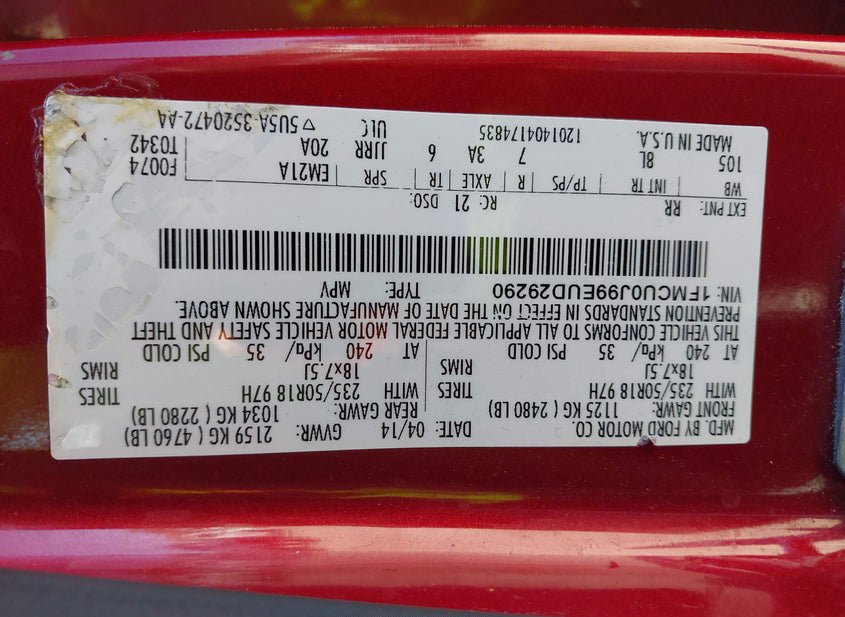 MFD. BY FORD MOTOR CO.
DATE: 04/14
GVWR: 2159 KG ( 4760 LB)
FRONT GAWR: 1125 KG ( 2480 LB)
REAR GAWR: 1034 KG ( 2280 LB)
WITH 235/50R18 97H TIRES
WITH 235/50R18 97H TIRES
18x7.5J RIMS
18x7.5J RIMS
AT 240 kPa/ 35 PSI COLD
AT 240 kPa/ 35 PSI COLD
THIS VEHICLE CONFORMS TO ALL APPLICABLE FEDERAL MOTOR VEHICLE SAFETY AND THEFT
PREVENTION STANDARDS IN EFFECT ON THE DATE OF MANUFACTURE SHOWN ABOVE.
VIN: 1FMCU0J99EUD29290
TYPE: MPV
EXT PNT: RR
RC: 21 DSO:
WB INT TR TP/PS R AXLE TR SPR EM21A F0074
105 8L 7 3A 6 JJRR 20A T0342
MADE IN U.S.A. 1201404174835 ULC ▽ 5U5A-3520472-AA